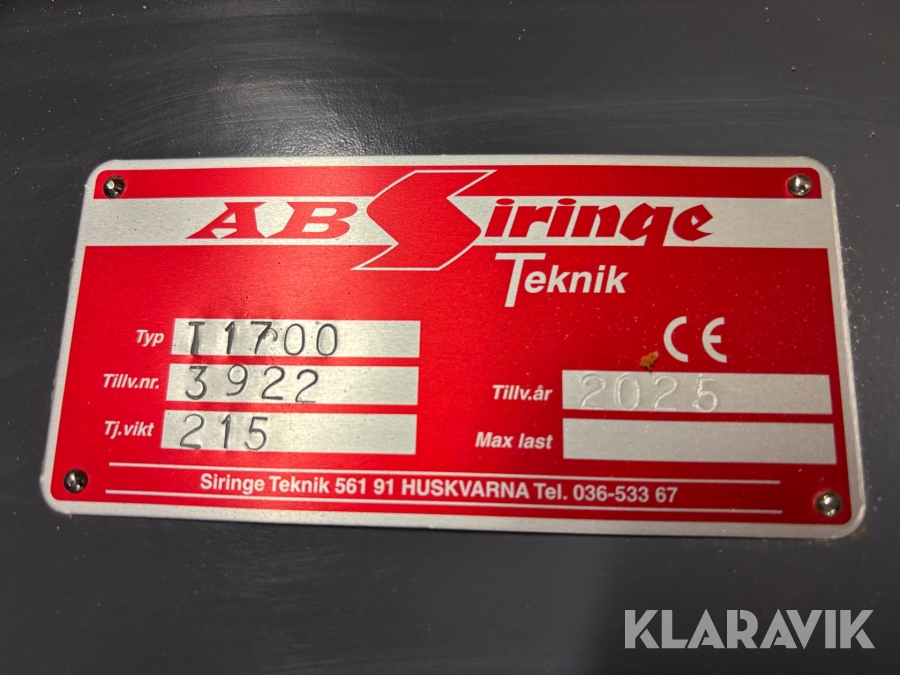 AB Siringe
Teknik
Typ T1700
CE
Tillv.nr. 3922
Tillv.år 2025
Tj.vikt 215
Max last
Siringe Teknik 561 91 HUSKVARNA Tel. 036-533 67
KLARAVIK